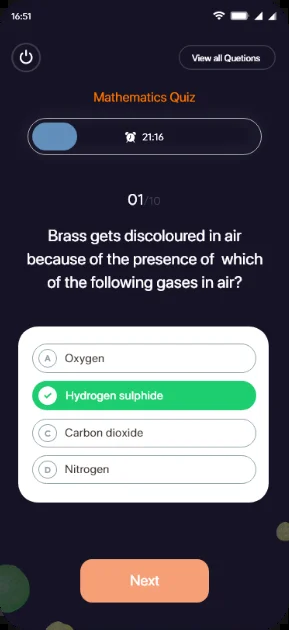 16:51
View all Quetions
Mathematics Quiz
21:16
01/10
Brass gets discoloured in air
because of the presence of which
of the following gases in air?
A Oxygen
Hydrogen sulphide
C Carbon dioxide
D Nitrogen
Next